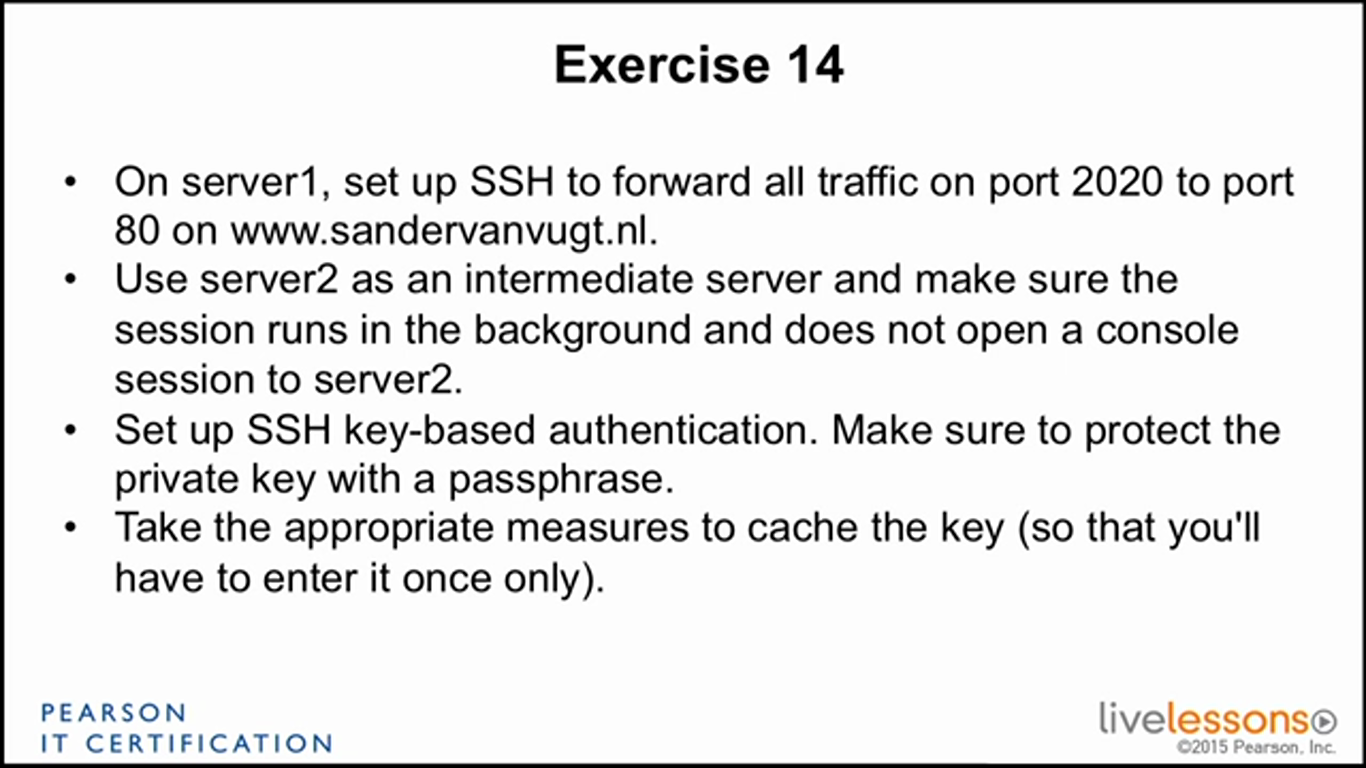 Exercise 14
• On server1, set up SSH to forward all traffic on port 2020 to port
80 on www.sandervanvugt.nl.
• Use server2 as an intermediate server and make sure the
session runs in the background and does not open a console
session to server2.
• Set up SSH key-based authentication. Make sure to protect the
private key with a passphrase.
• Take the appropriate measures to cache the key (so that you'll
have to enter it once only).
PEARSON
IT CERTIFICATION
livelessons
©2015 Pearson, Inc.